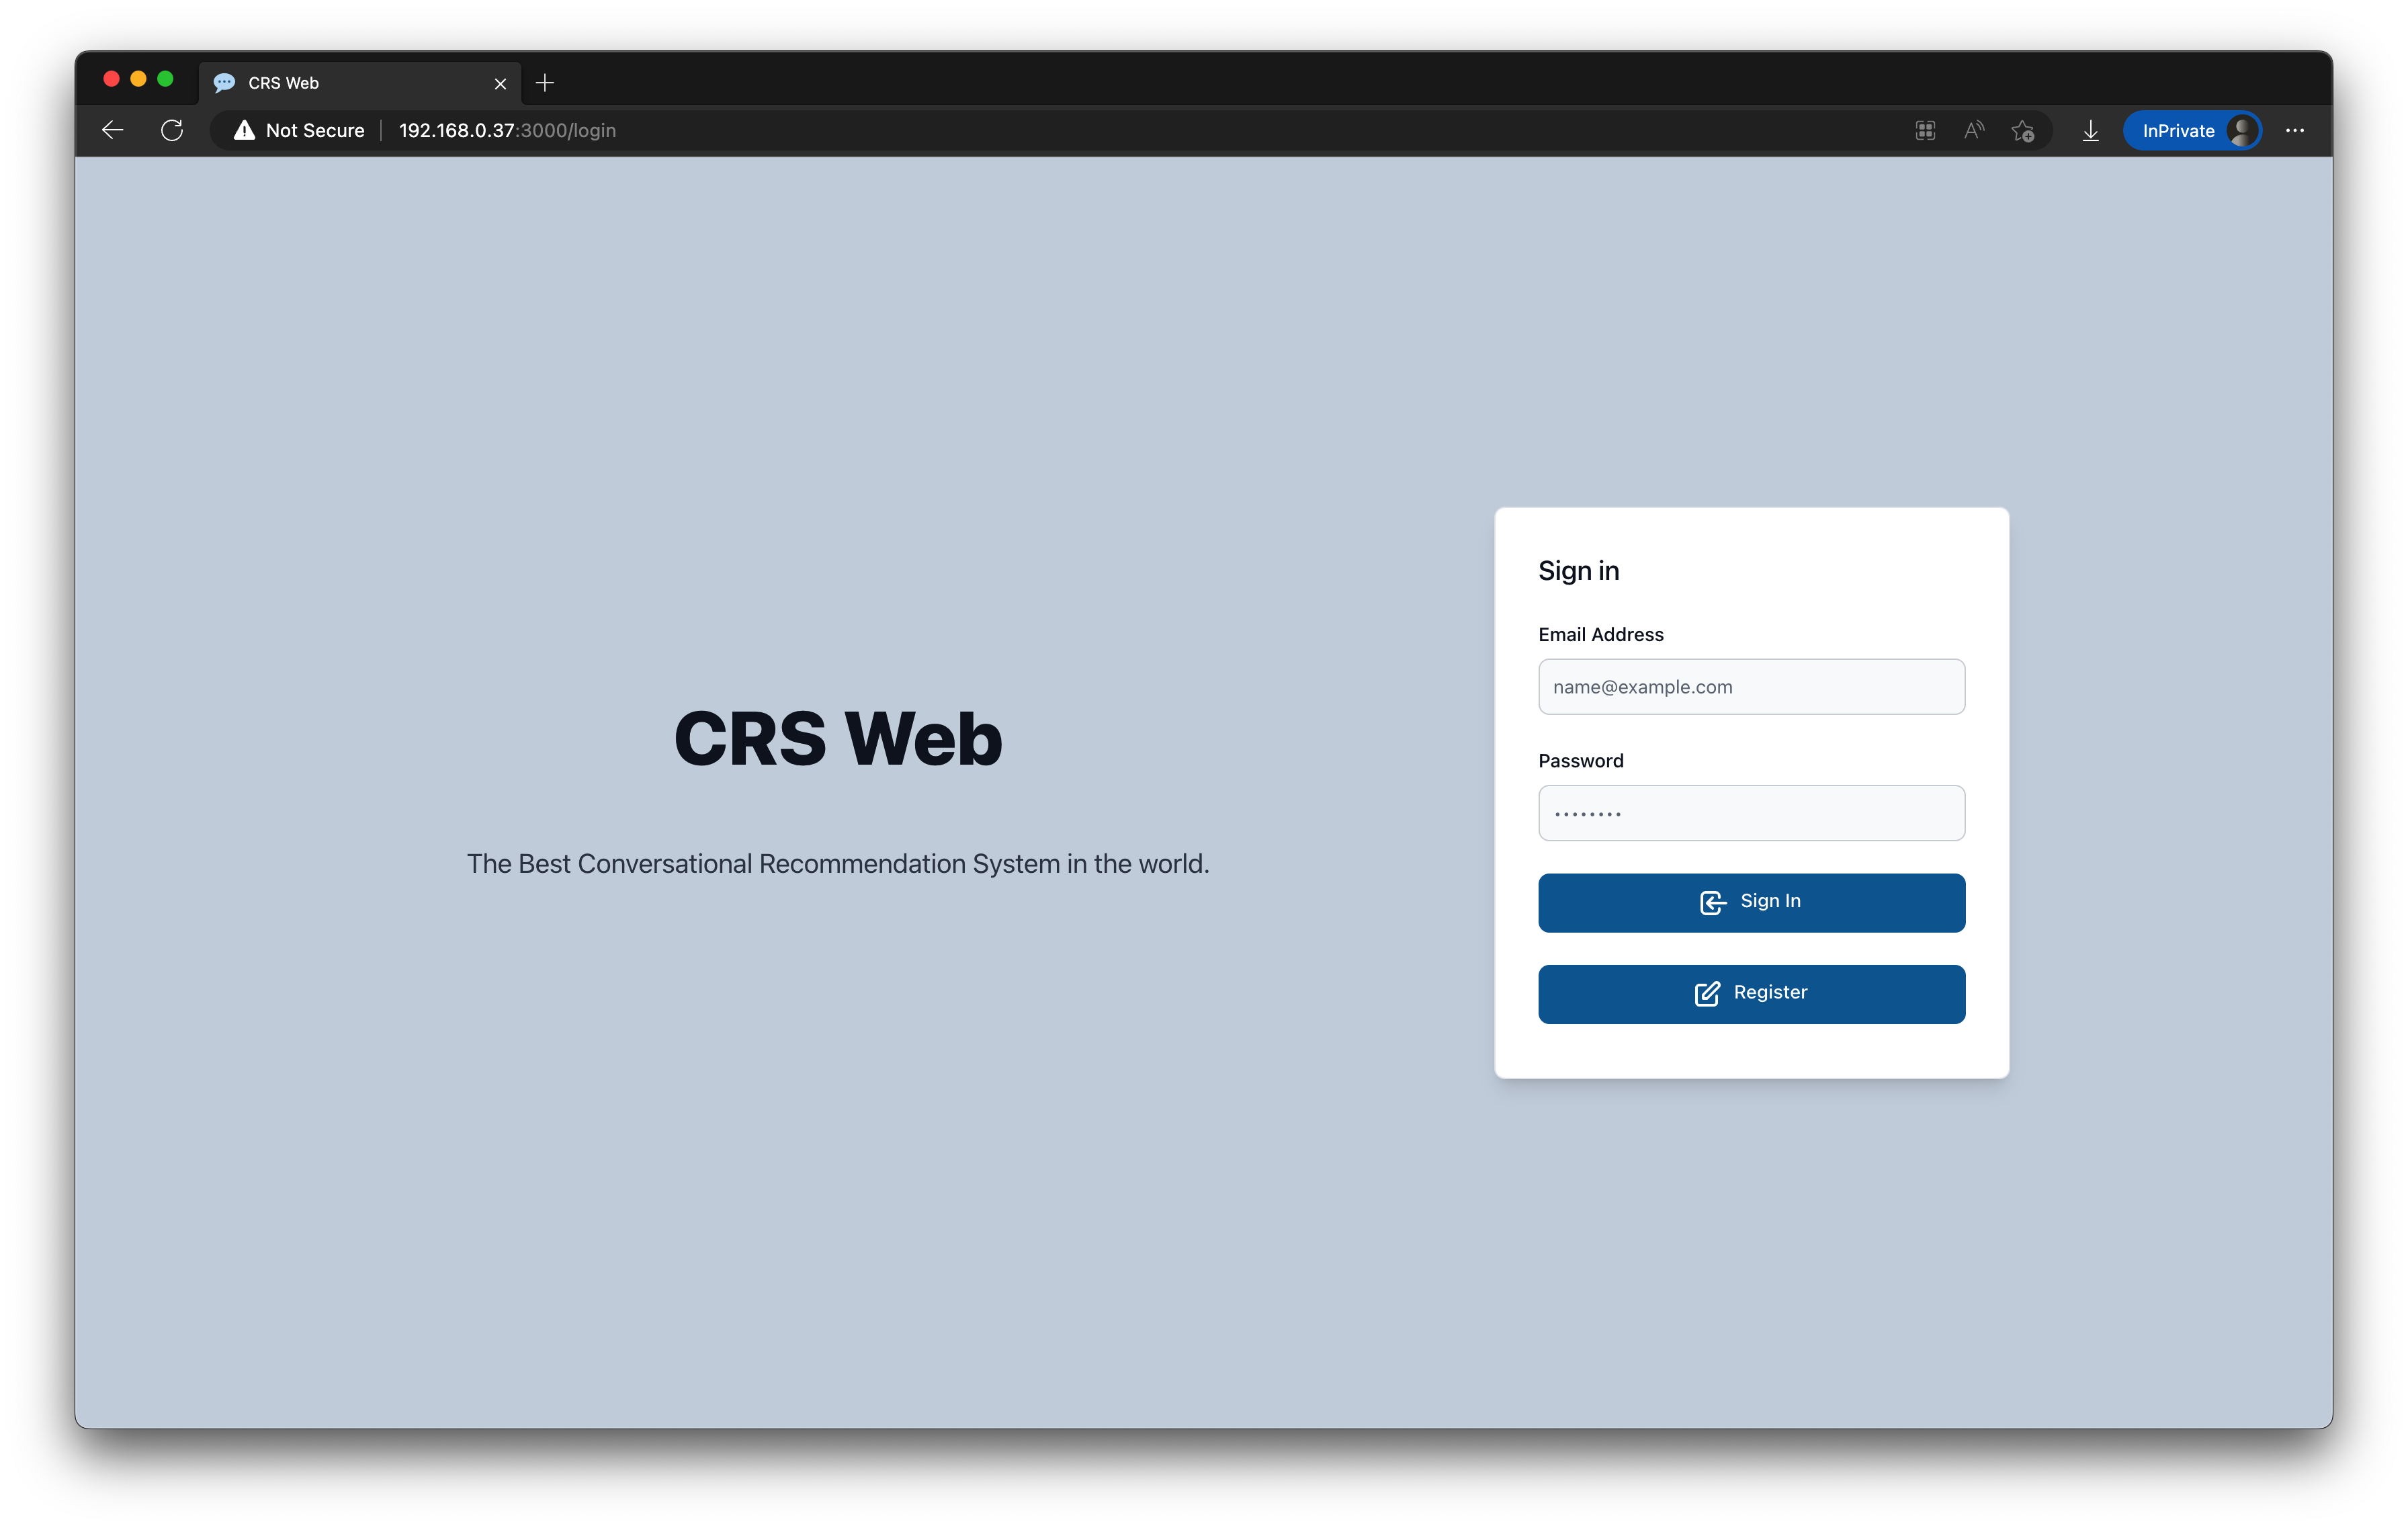 CRS Web
Not Secure 192.168.0.37:3000/login InPrivate
CRS Web
The Best Conversational Recommendation System in the world.
Sign in
Email Address
name@example.com
Password
••••••••
Sign In
Register